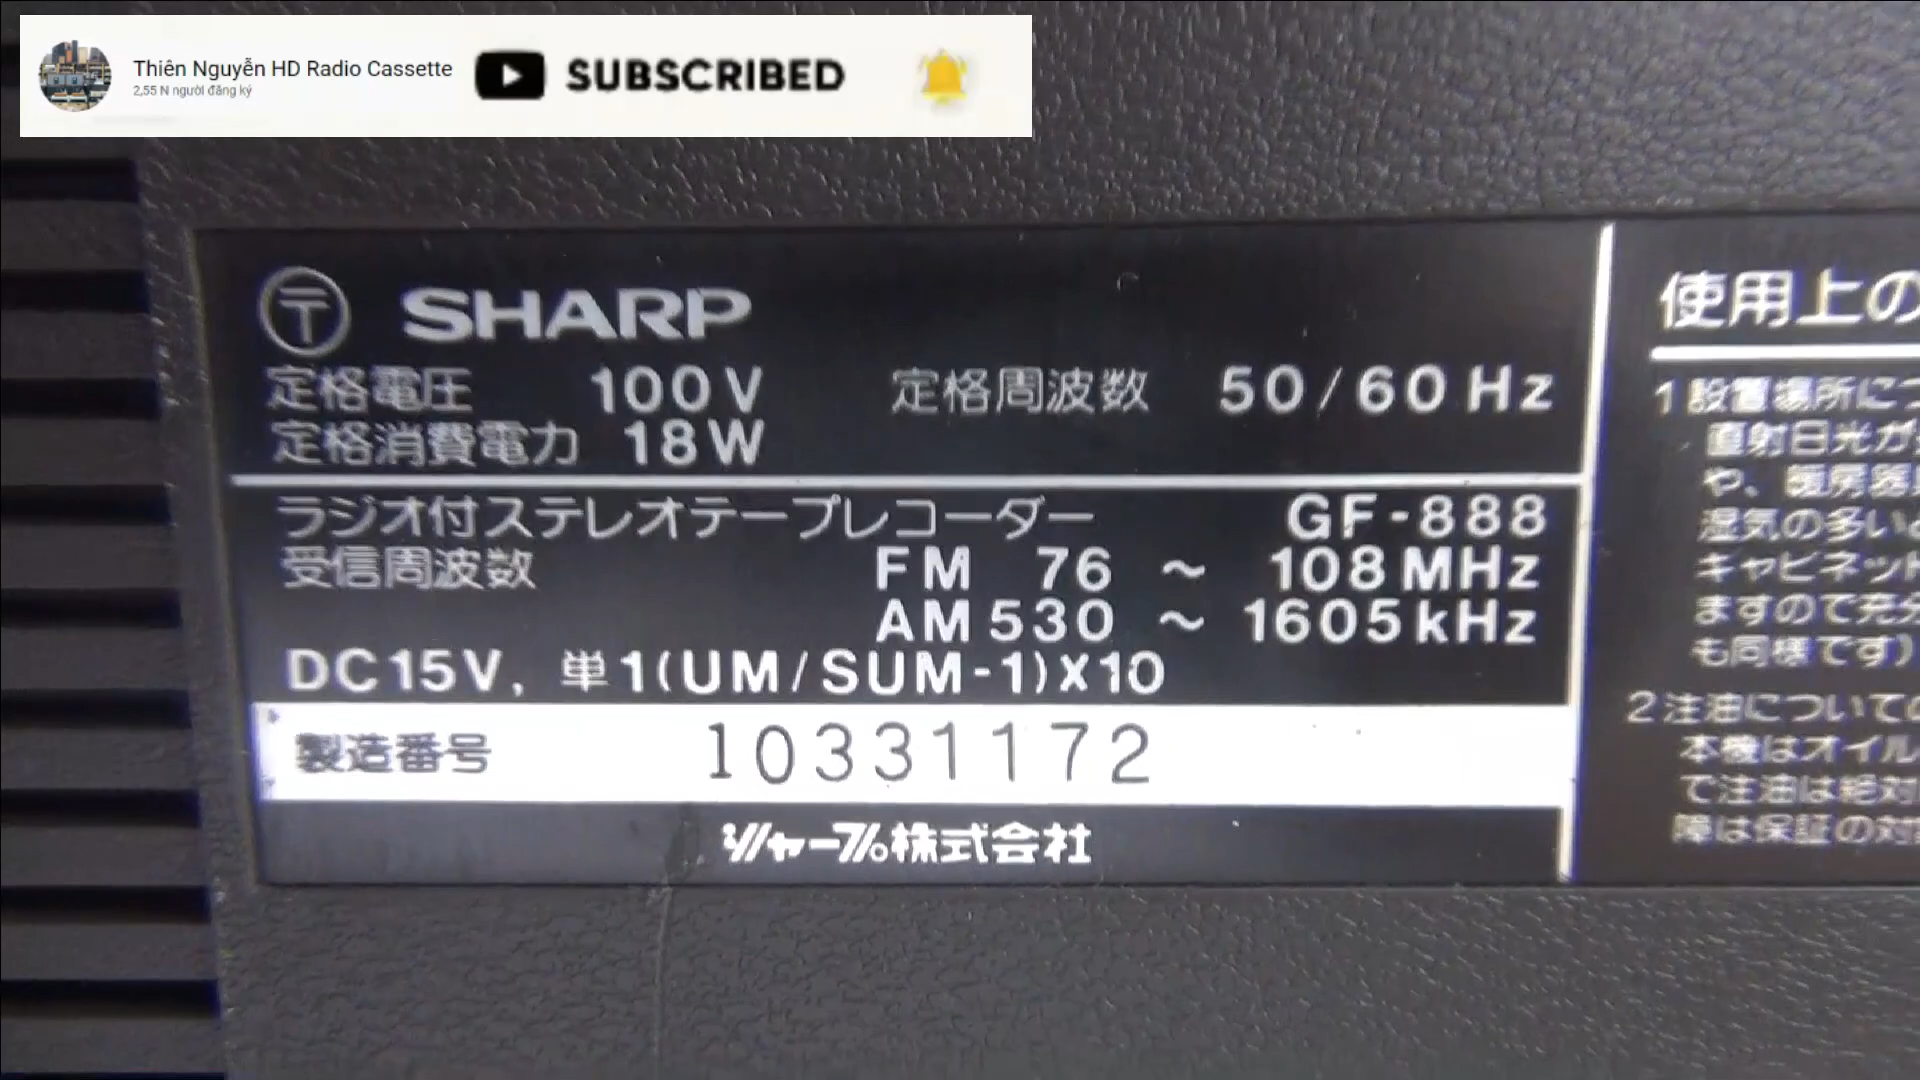 Thiên Nguyễn HD Radio Cassette
2,55 N người đăng ký
SUBSCRIBED
〒 SHARP
定格電圧 100V 定格周波数 50/60Hz
定格消費電力 18W
ラジオ付ステレオテープレコーダー GF-888
受信周波数 FM 76 ~ 108MHz
AM 530 ~ 1605kHz
DC15V, 単1(UM/SUM-1)X10
製造番号 10331172
シャープ株式会社
使用上の
1 設置場所につ
直射日光が
や、暖房器
湿気の多い
キャビネット
ますので充分
も同様です)
2 注油についての
本機はオイル
で注油は絶対
障は保証の対